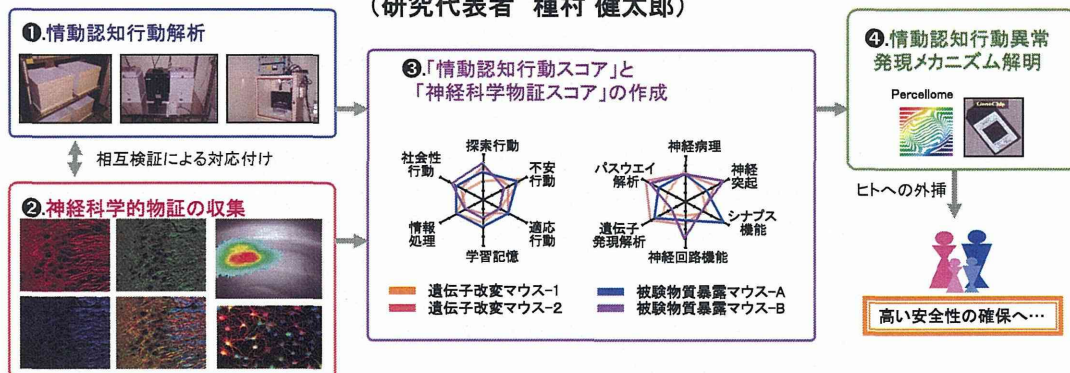 (研究代表者 種村 健太郎)
❶.情動認知行動解析
相互検証による対応付け
❷.神経科学的物証の収集
❸.「情動認知行動スコア」と
「神経科学物証スコア」の作成
探索行動
社会性
行動
不安
行動
情報
処理
適応
行動
学習記憶
神経病理
パスウエイ
解析
神経
突起
シナプス
機能
遺伝子
発現解析
神経回路機能
遺伝子改変マウス-1
遺伝子改変マウス-2
被験物質暴露マウス-A
被験物質暴露マウス-B
❹.情動認知行動異常
発現メカニズム解明
Percellome
GeneChip
ヒトへの外挿
高い安全性の確保へ…